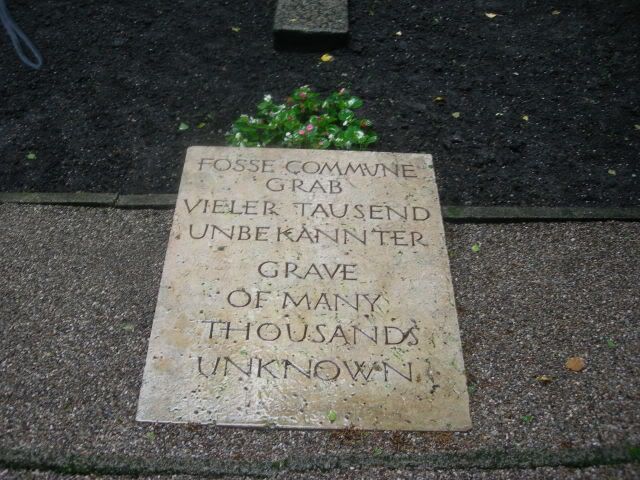 FOSSE COMMUNE
GRAB
VIELER TAUSEND
UNBEKANNTER
GRAVE
OF MANY
THOUSANDS
UNKNOWN